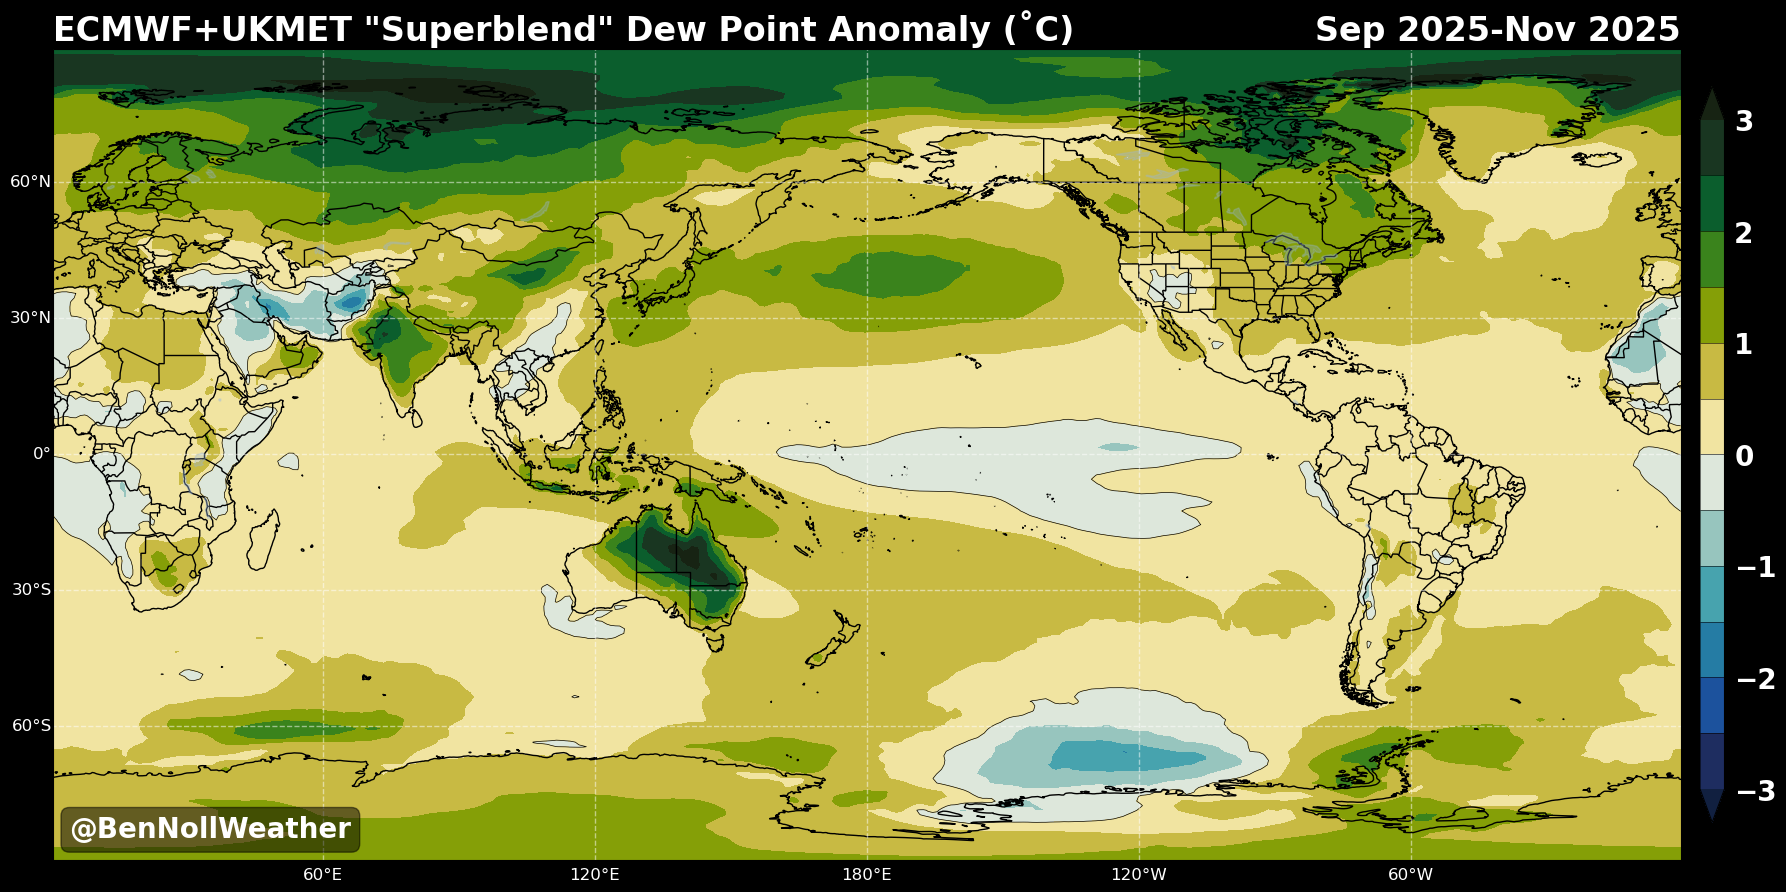 ECMWF+UKMET "Superblend" Dew Point Anomaly (˚C)
Sep 2025-Nov 2025
60°N
30°N
0°
30°S
60°S
60°E
120°E
180°E
120°W
60°W
3
2
1
0
−1
−2
−3
@BenNollWeather